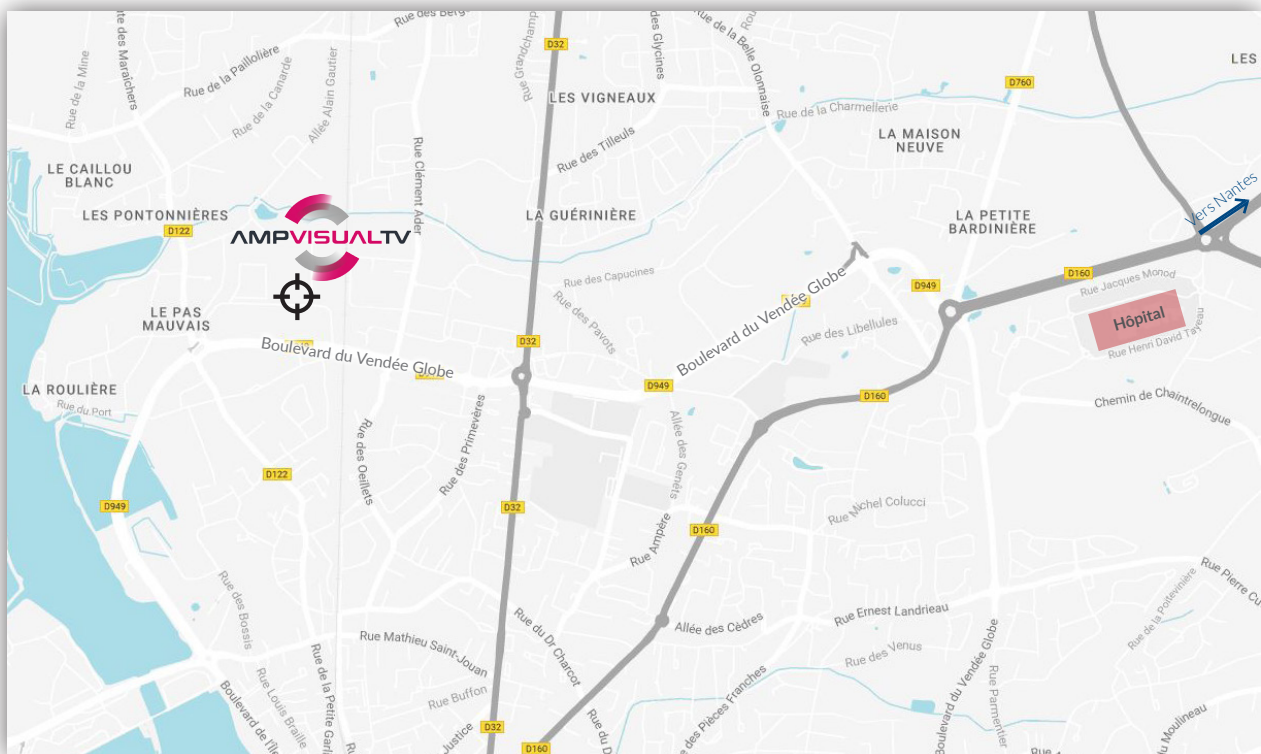 Rue des Berg
D32
Rue Grandchamp
des Glycines
Rue de la Belle Olonnaise
LES
te des Maraichers
Rue de la Mine
Rue de la Paillolière
Rue de la Canarde
Allée Alain Gautier
LES VIGNEAUX
D760
Rue de la Charmellerie
LA MAISON
NEUVE
Rue des Tilleuls
Rue Clément Ader
LE CAILLOU
BLANC
LES PONTONNIÈRES
D122
AMPVISUALTV
LA GUÉRINIÈRE
LA PETITE
BARDINIÈRE
Vers Nantes
D160
Rue Jacques Monod
Rue des Capucines
D949
Hôpital
Rue Henri David Tayeau
LE PAS
MAUVAIS
Rue des Pavots
Boulevard du Vendée Globe
Rue des Libellules
D32
Boulevard du Vendée Globe
D949
LA ROULIÈRE
Rue du Port
D160
Chemin de Chaintrelongue
Rue des Primevères
Rue des Oeillets
Allée des Genêts
D122
D949
D32
Rue Ampère
D160
Rue Michel Colucci
Rue Pierre Cu
Rue de la Poitevinière
Rue des Bossis
Rue Mathieu Saint-Jouan
Rue du Dr Charcot
Allée des Cèdres
Rue Ernest Landrieau
Rue des Venus
Boulevard du Vendée Globe
Rue Parmentier
Rue Louis Braille
Rue de la Petite Garl
Rue Buffon
Boulevard de l'Île
Justice
D32
D160
Rue du D
des Pièces Franches
du Moulineau